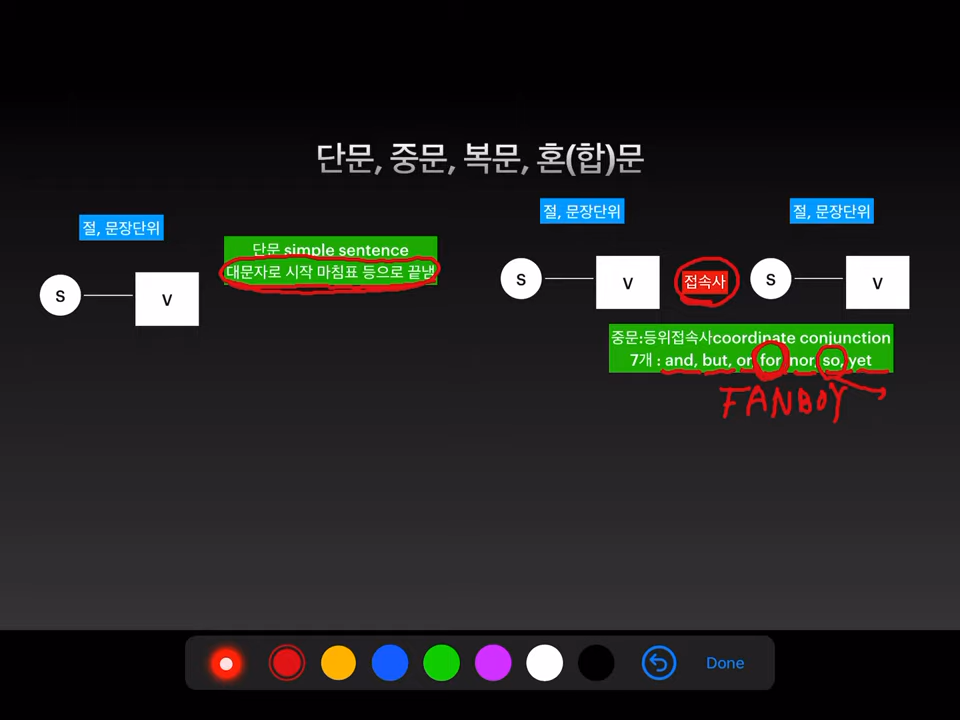 단문, 중문, 복문, 혼(합)문
절, 문장단위
단문 simple sentence
대문자로 시작 마침표 등으로 끝냄
S
V
절, 문장단위
절, 문장단위
S
V
접속사
S
V
중문:등위접속사coordinate conjunction
7개 : and, but, or, for, nor, so, yet
FANBOY
Done